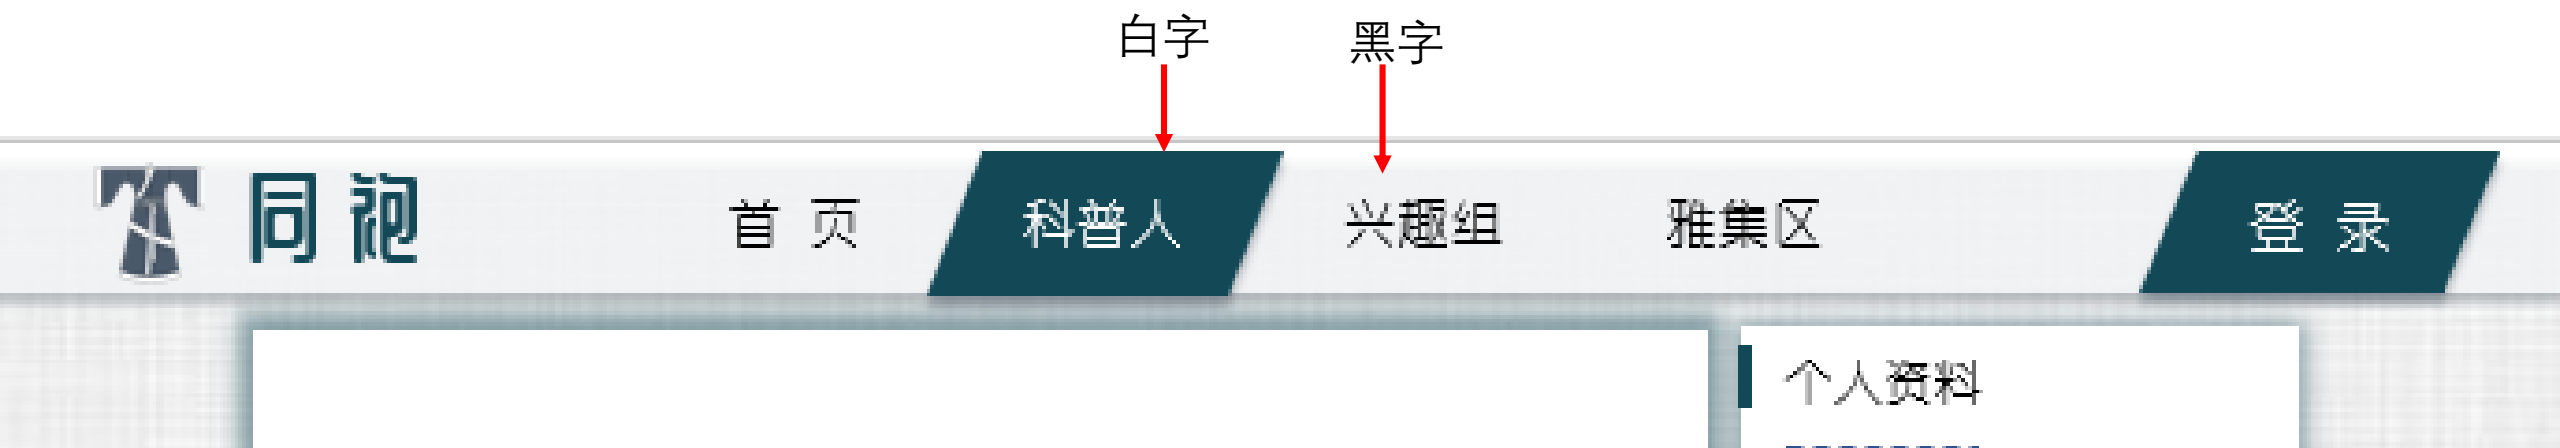 白字 黑字
同袍 首 页 科普人 兴趣组 雅集区 登 录
个人资料